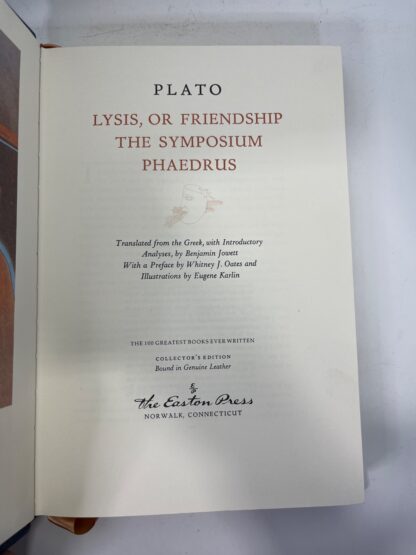 PLATO
LYSIS, OR FRIENDSHIP
THE SYMPOSIUM
PHAEDRUS
Translated from the Greek, with Introductory
Analyses, by Benjamin Jowett
With a Preface by Whitney J. Oates and
Illustrations by Eugene Karlin
THE 100 GREATEST BOOKS EVER WRITTEN
COLLECTOR'S EDITION
Bound in Genuine Leather
The Easton Press
NORWALK, CONNECTICUT